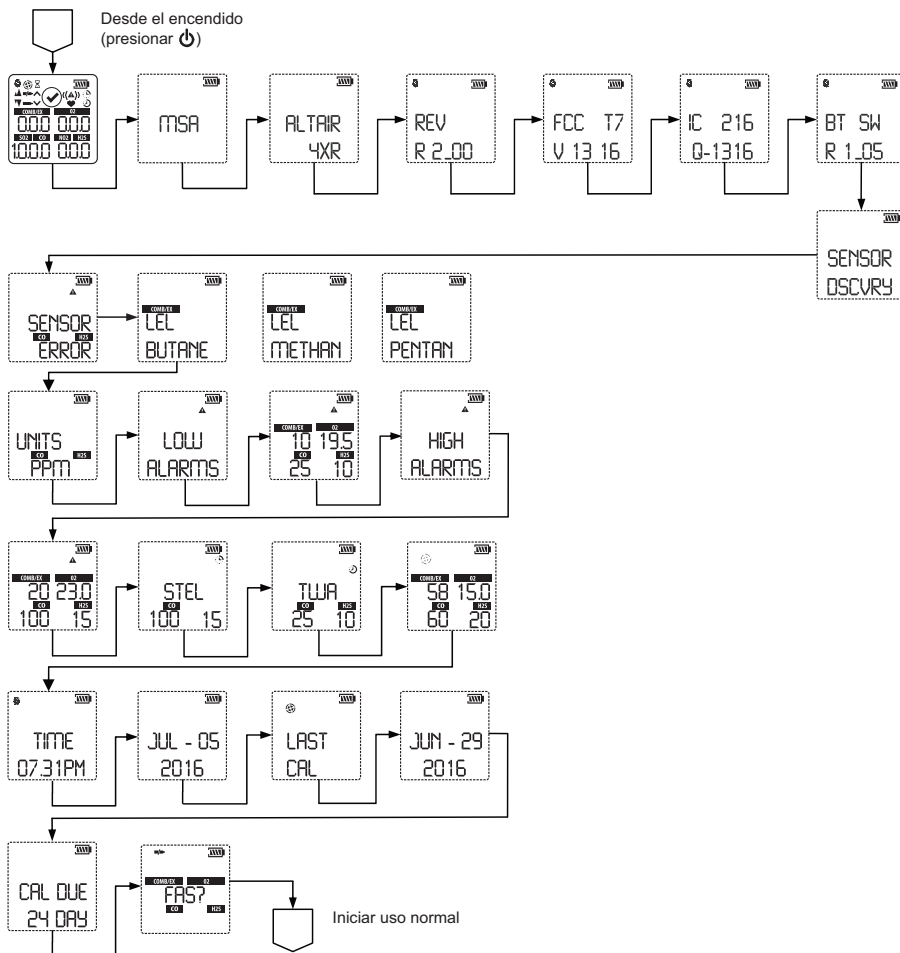 Desde el encendido
(presionar ⏻)
COMB/EX O2
0.0.0 0.0.0
SO2 CO NO2 H2S
1.0.0.0 0.0.0
MSA
ALTAIR
4XR
REV
R 2_00
FCC T7
V 13 16
IC 216
Q-1316
BT SW
R 1_05
SENSOR
DSCVRY
SENSOR
CO H2S
ERROR
COMB/EX
LEL
BUTANE
COMB/EX
LEL
METHAN
COMB/EX
LEL
PENTAN
UNITS
CO H2S
PPM
LOW
ALARMS
COMB/EX O2
10 19.5
CO H2S
25 10
HIGH
ALARMS
COMB/EX O2
20 23.0
CO H2S
100 15
STEL
CO H2S
100 15
TWA
CO H2S
25 10
COMB/EX O2
58 15.0
CO H2S
60 20
TIME
07.31PM
JUL - 05
2016
LAST
CAL
JUN - 29
2016
CAL DUE
24 DAY
COMB/EX O2
FAS?
CO H2S
Iniciar uso normal